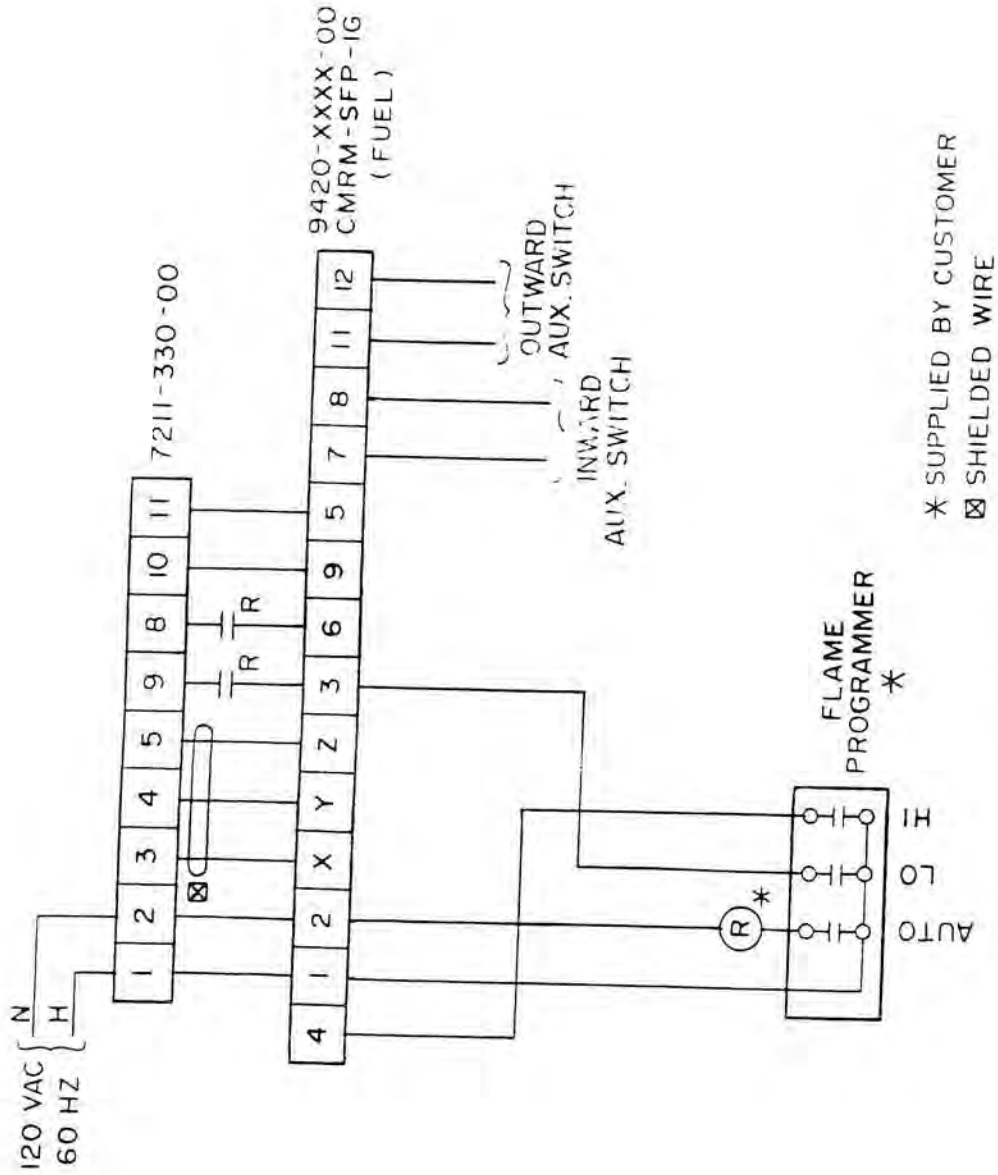 120 VAC
60 HZ
N
H
1 2 3 4 5 9 8 10 11
7211-330-00
R
R
4 1 2 X Y Z 3 6 9 5 7 8 11 12
9420-XXXX-00
CMRM-SFP-1G
(FUEL)
INWARD
AUX. SWITCH
OUTWARD
AUX. SWITCH
R *
FLAME
PROGRAMMER
*
AUTO
LO
HI
* SUPPLIED BY CUSTOMER
⊠ SHIELDED WIRE